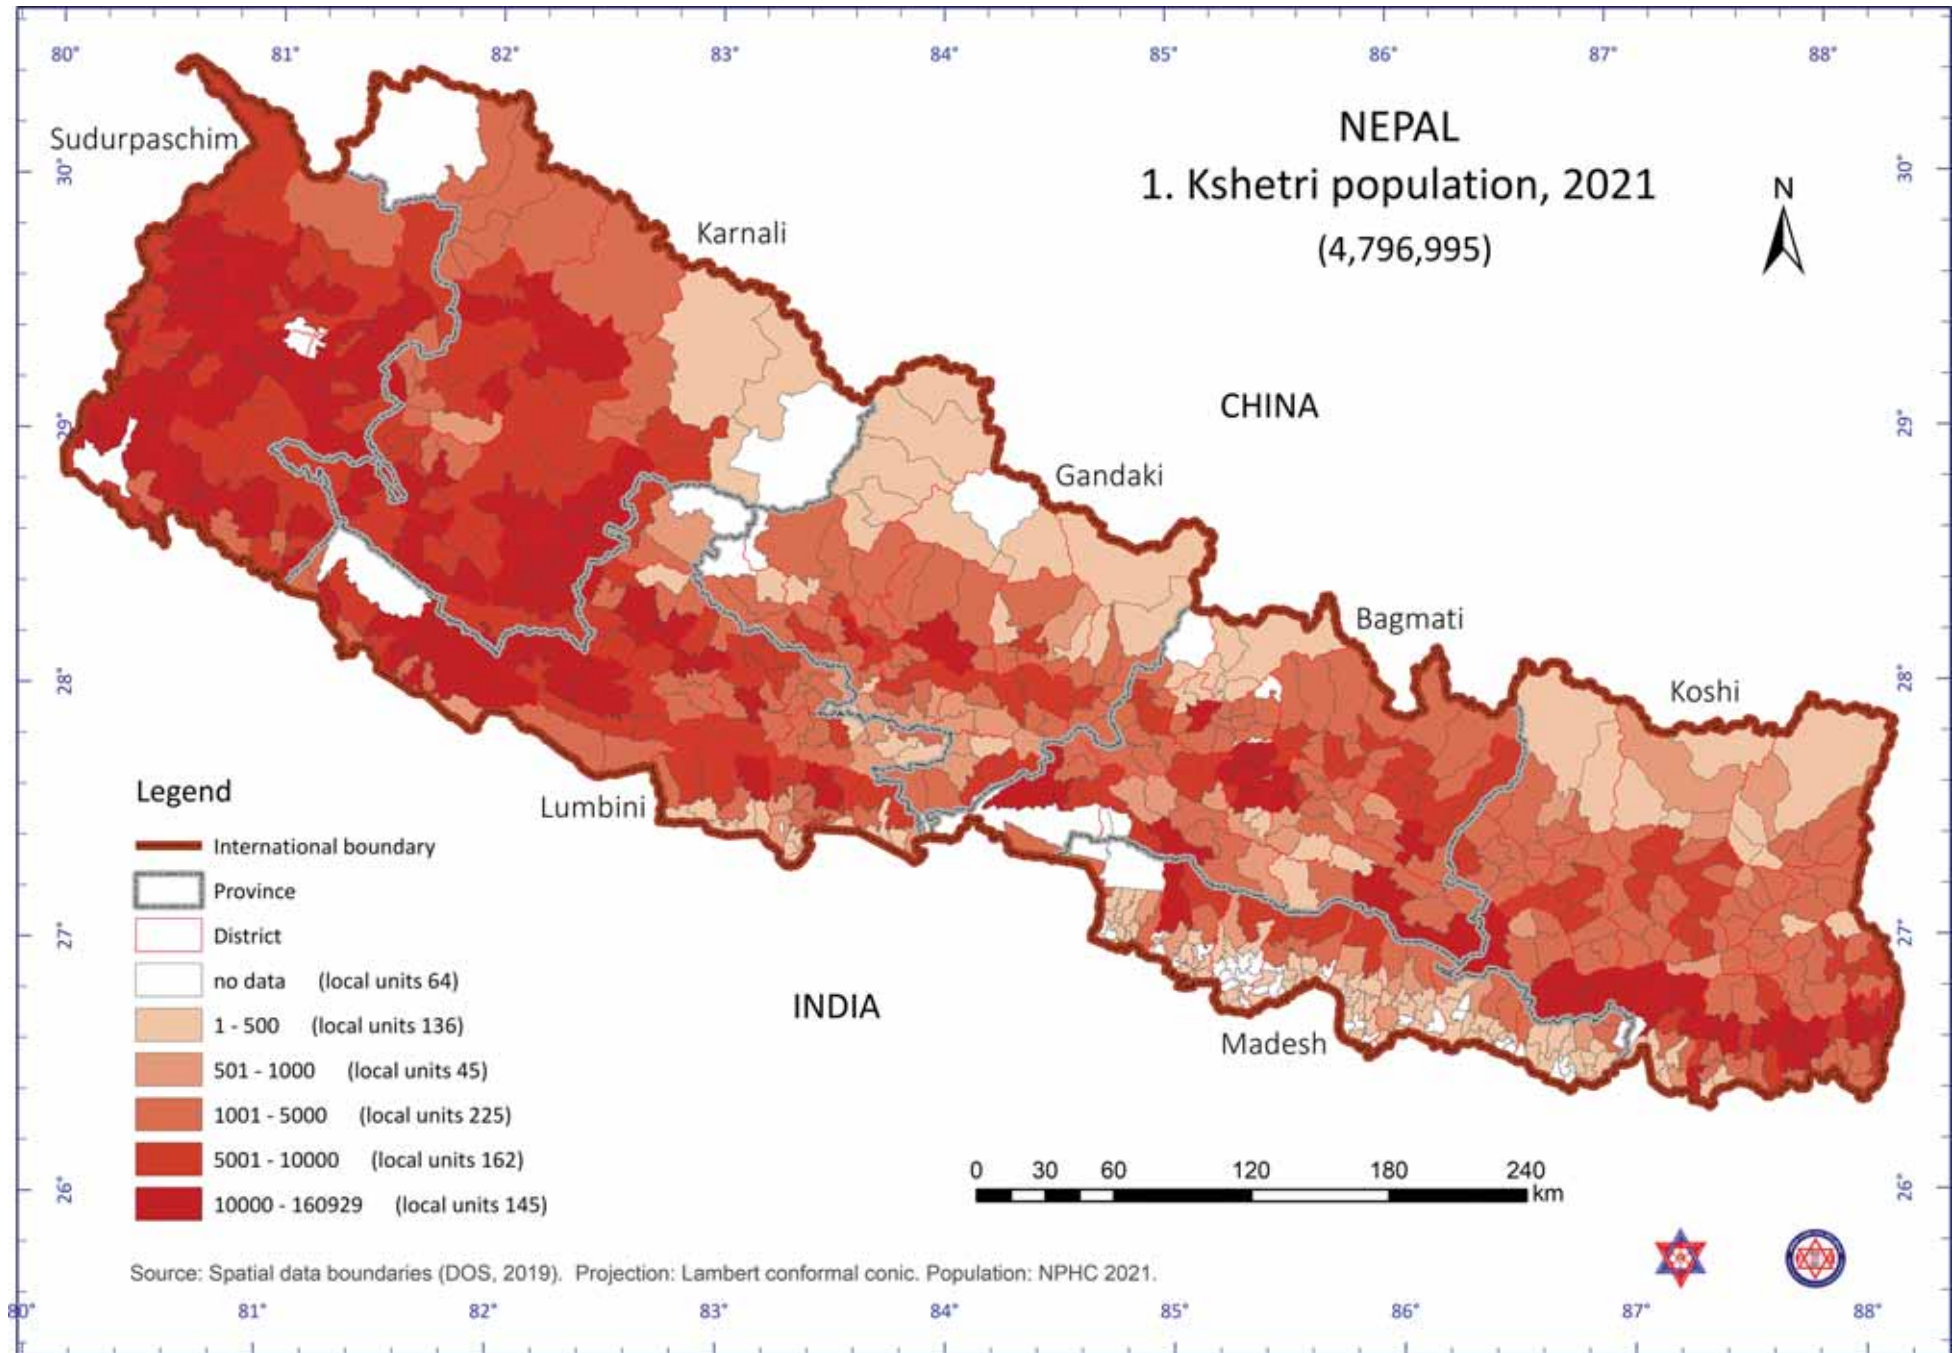 80° 81° 82° 83° 84° 85° 86° 87° 88°
NEPAL
1. Kshetri population, 2021
(4,796,995)
N
Sudurpaschim
Karnali
CHINA
Gandaki
Bagmati
Koshi
Lumbini
INDIA
Madesh
30°
29°
28°
27°
26°
30°
29°
28°
27°
26°
Legend
International boundary
Province
District
no data (local units 64)
1 - 500 (local units 136)
501 - 1000 (local units 45)
1001 - 5000 (local units 225)
5001 - 10000 (local units 162)
10000 - 160929 (local units 145)
0 30 60 120 180 240
km
Source: Spatial data boundaries (DOS, 2019). Projection: Lambert conformal conic. Population: NPHC 2021.
80° 81° 82° 83° 84° 85° 86° 87° 88°